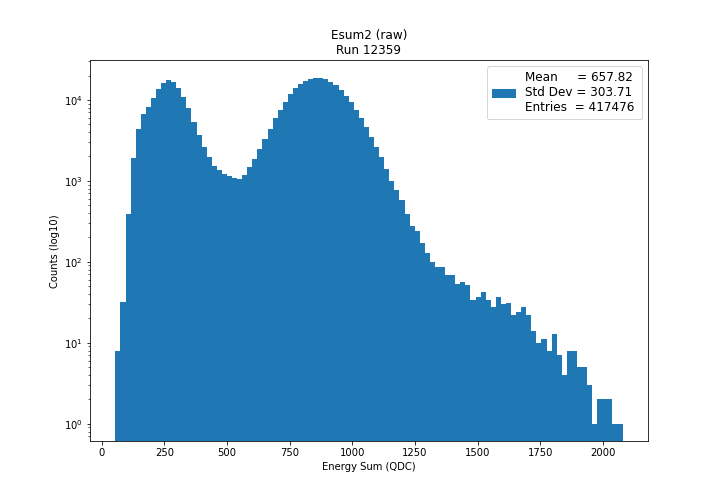 Esum2 (raw)
Run 12359
Mean = 657.82
Std Dev = 303.71
Entries = 417476
Counts (log10)
10⁴
10³
10²
10¹
10⁰
0 250 500 750 1000 1250 1500 1750 2000
Energy Sum (QDC)